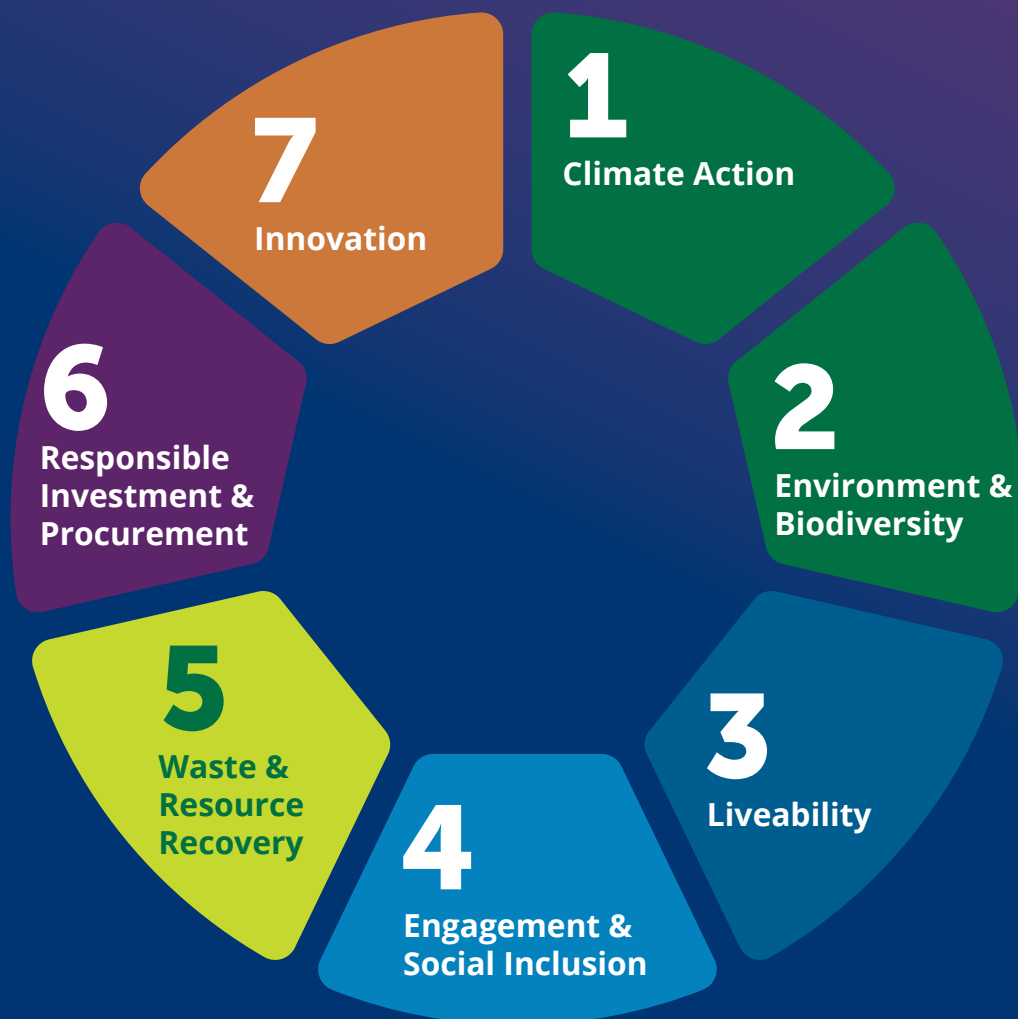 1
Climate Action
2
Environment &
Biodiversity
3
Liveability
4
Engagement &
Social Inclusion
5
Waste &
Resource
Recovery
6
Responsible
Investment &
Procurement
7
Innovation